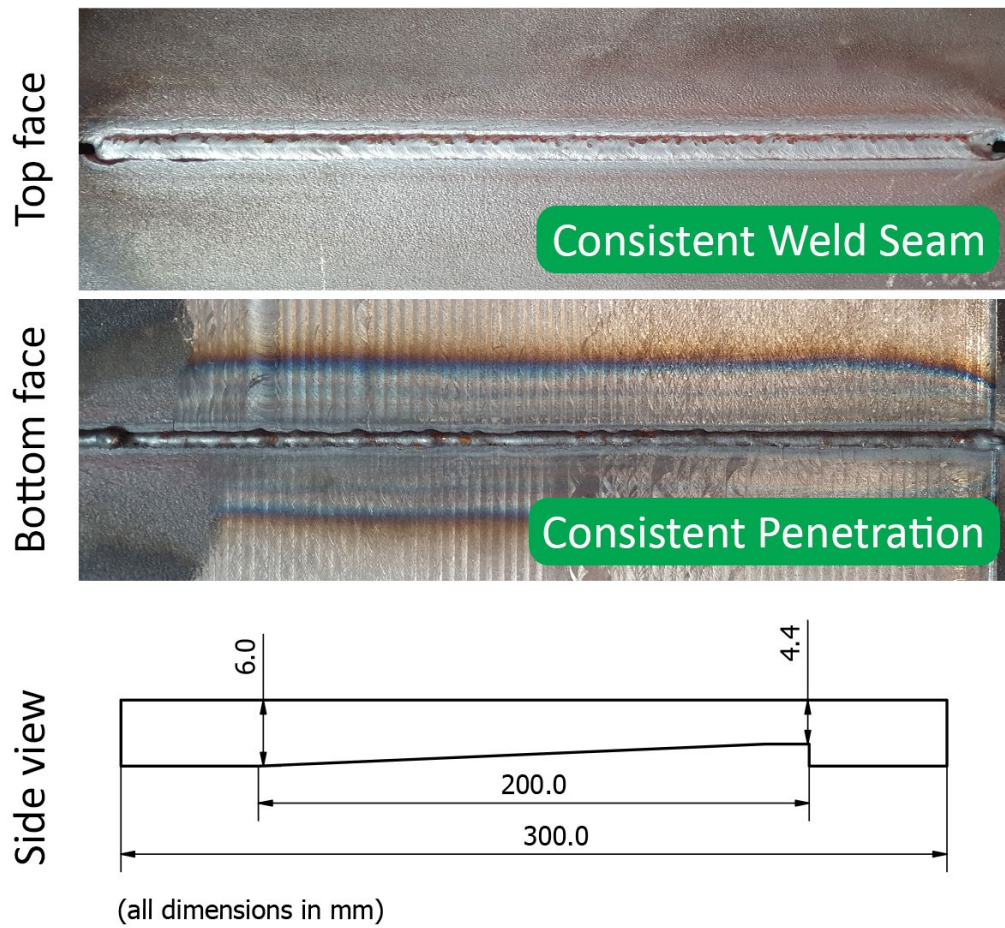 Top face
Consistent Weld Seam
Bottom face
Consistent Penetration
Side view
6.0
4.4
200.0
300.0
(all dimensions in mm)